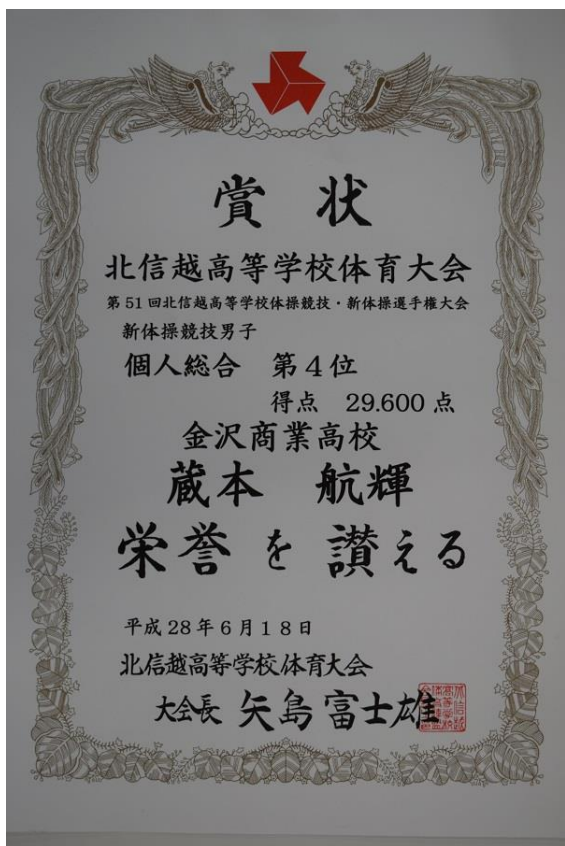 賞状
北信越高等学校体育大会
第51回北信越高等学校体操競技・新体操選手権大会
新体操競技男子
個人総合 第4位
得点 29.600点
金沢商業高校
蔵本 航輝
栄誉を讃える
平成28年6月18日
北信越高等学校体育大会
大会長 矢島富士雄